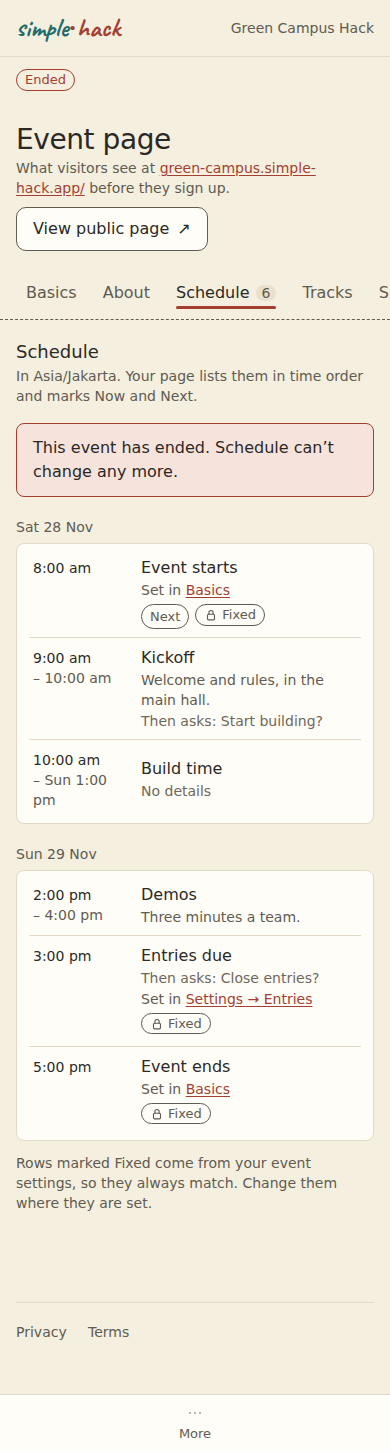 simple hack
Green Campus Hack
Ended
Event page
What visitors see at green-campus.simple-
hack.app/ before they sign up.
View public page ↗
Basics About Schedule 6 Tracks S
Schedule
In Asia/Jakarta. Your page lists them in time order
and marks Now and Next.
This event has ended. Schedule can’t
change any more.
Sat 28 Nov
8:00 am
Event starts
Set in Basics
Next Fixed
9:00 am
– 10:00 am
Kickoff
Welcome and rules, in the
main hall.
Then asks: Start building?
10:00 am
– Sun 1:00
pm
Build time
No details
Sun 29 Nov
2:00 pm
– 4:00 pm
Demos
Three minutes a team.
3:00 pm
Entries due
Then asks: Close entries?
Set in Settings → Entries
Fixed
5:00 pm
Event ends
Set in Basics
Fixed
Rows marked Fixed come from your event
settings, so they always match. Change them
where they are set.
Privacy Terms
...
More